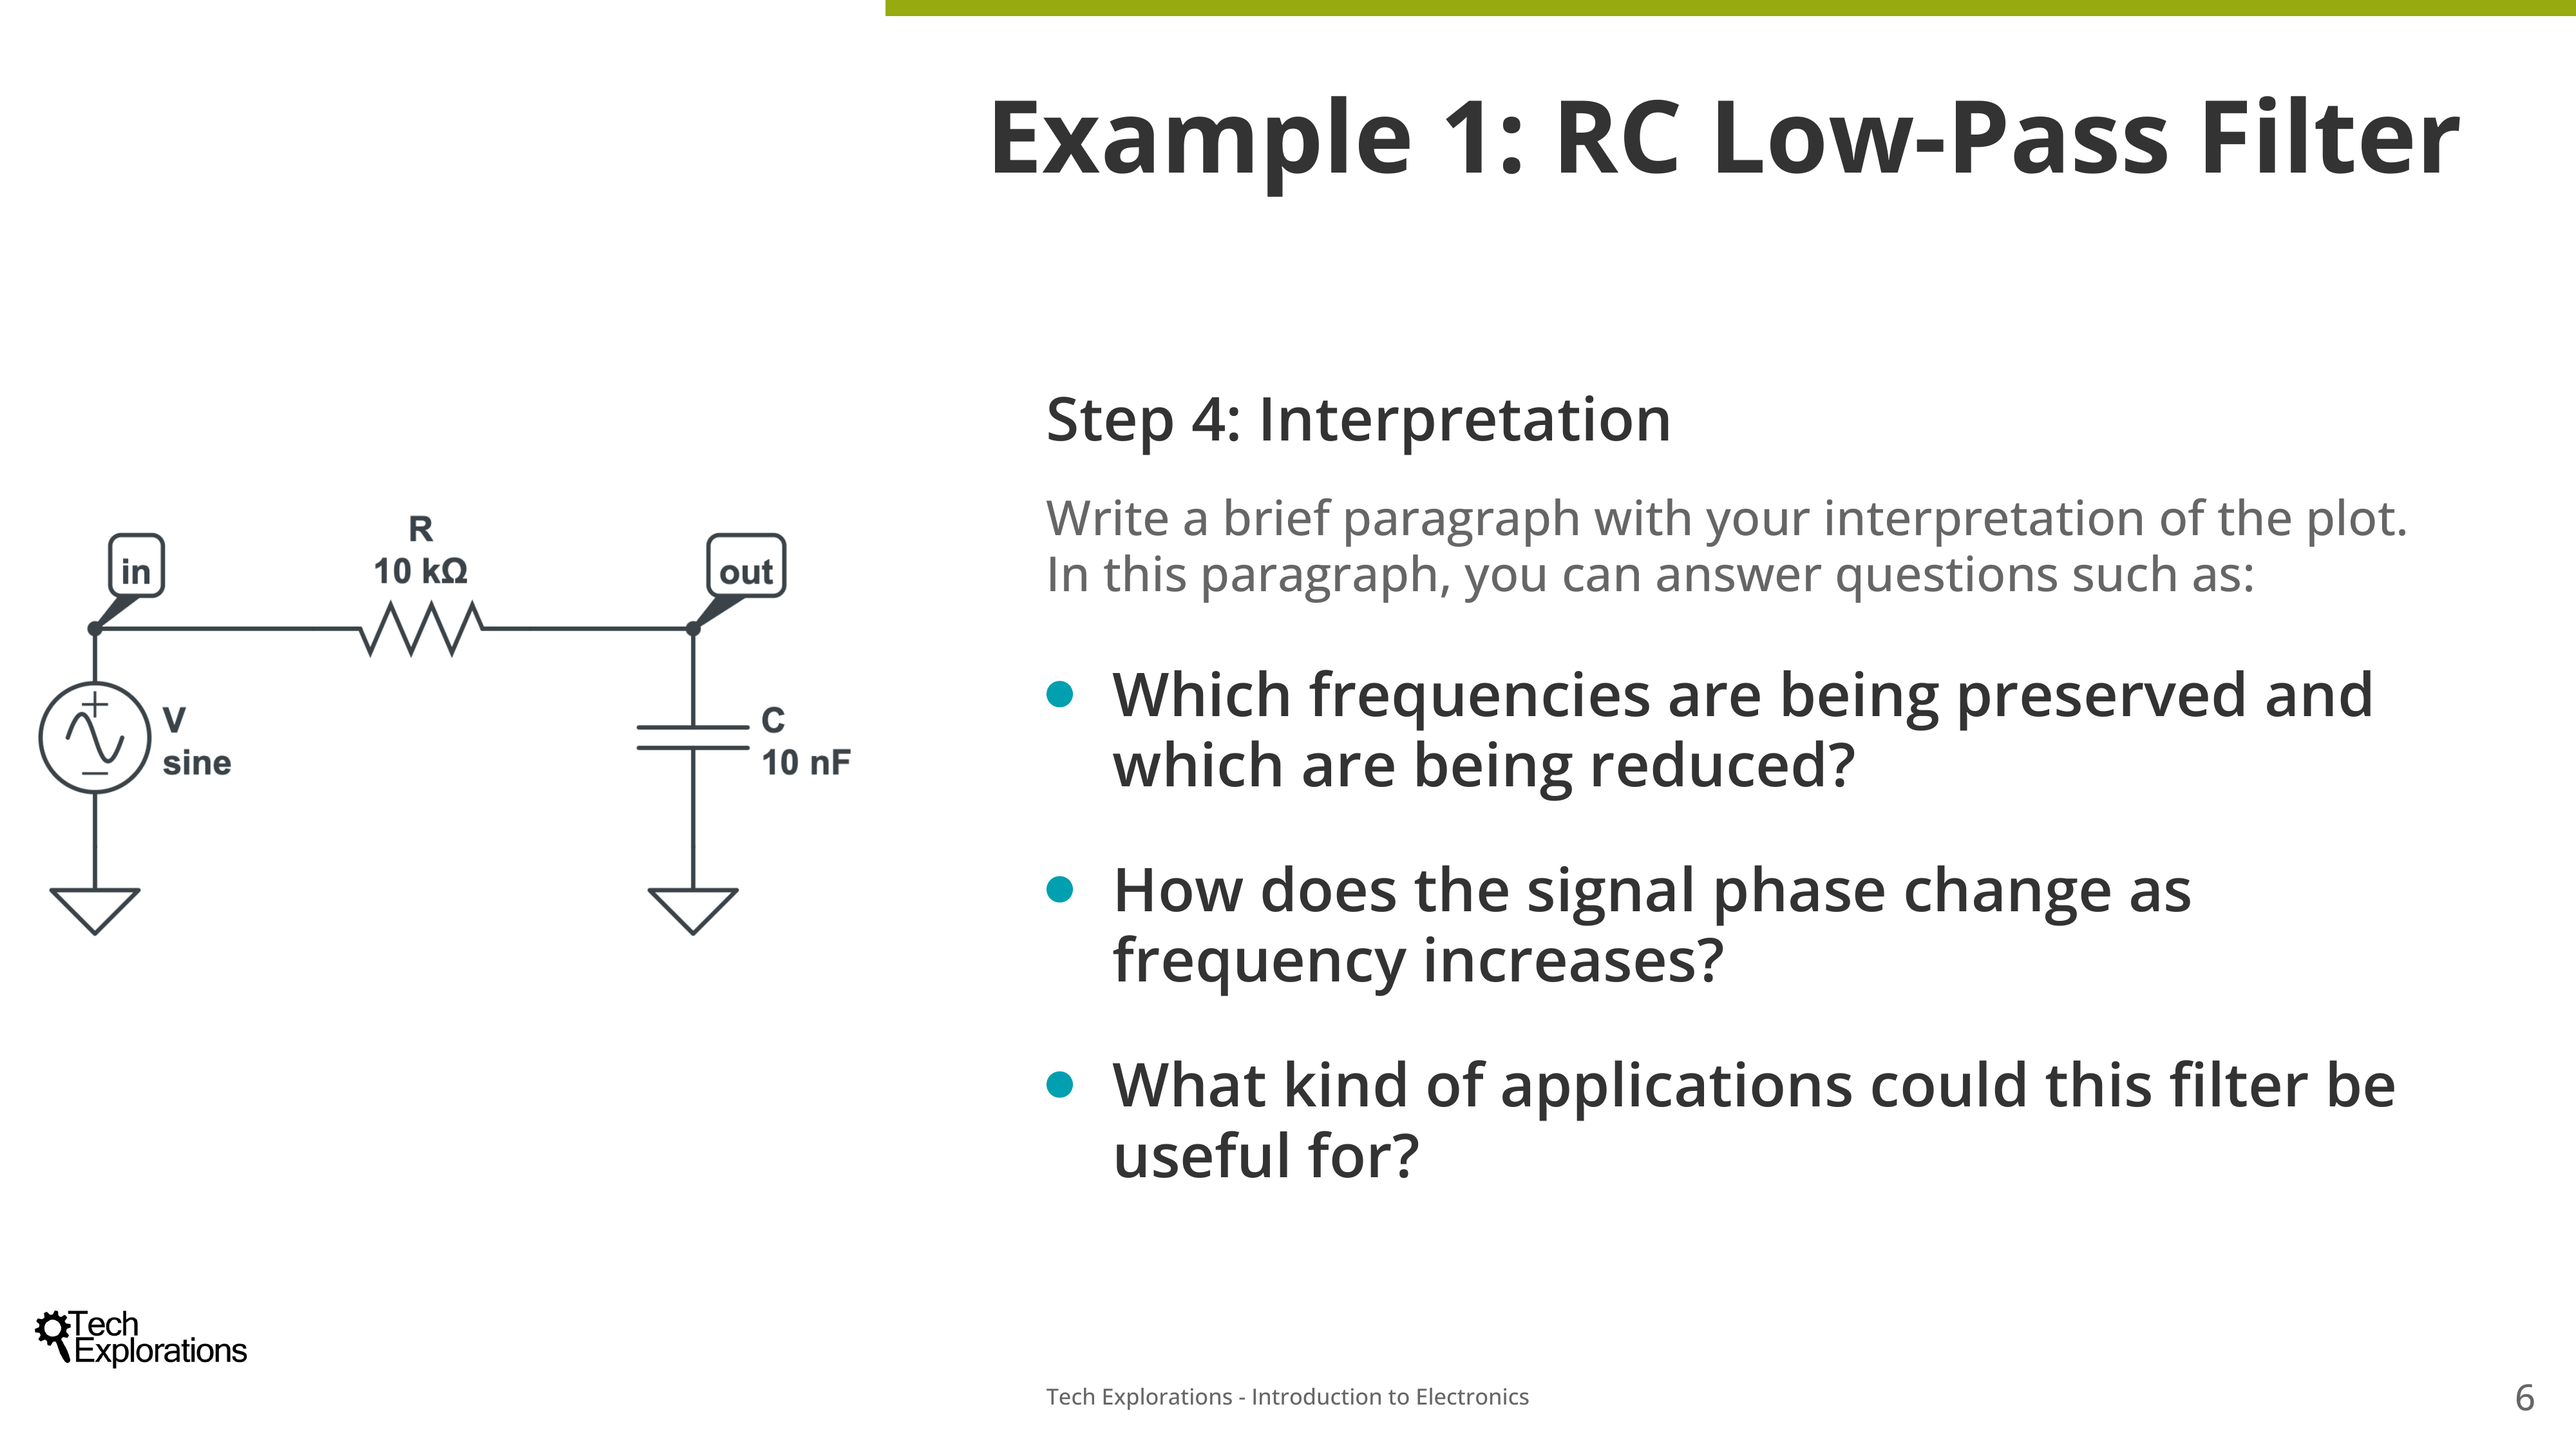 Example 1: RC Low-Pass Filter
Step 4: Interpretation
Write a brief paragraph with your interpretation of the plot.
In this paragraph, you can answer questions such as:
Which frequencies are being preserved and
which are being reduced?
How does the signal phase change as
frequency increases?
What kind of applications could this filter be
useful for?
in
R
10 kΩ
out
V
sine
C
10 nF
Tech
Explorations
Tech Explorations - Introduction to Electronics
6